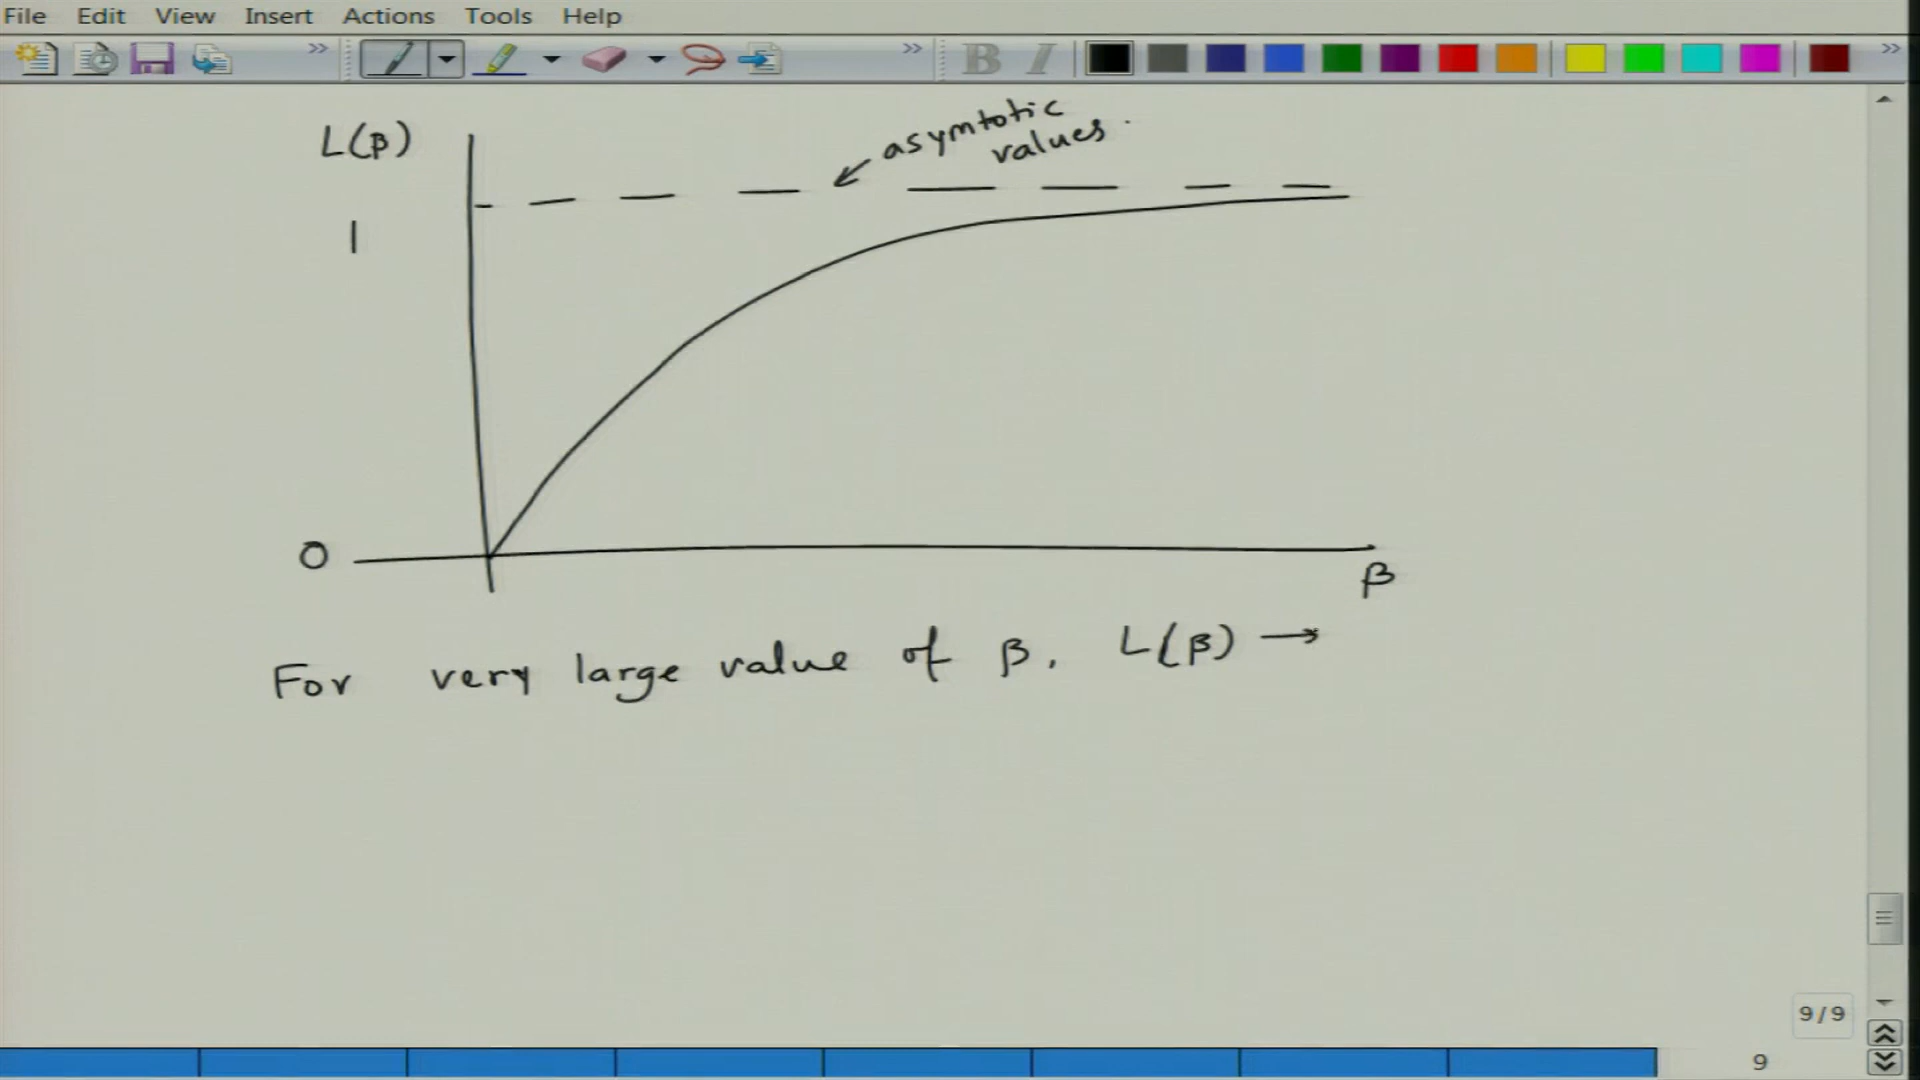 File Edit View Insert Actions Tools Help
B I
L(β)
asymtotic
values.
1
0
β
For very large value of β, L(β) →
9/9
9